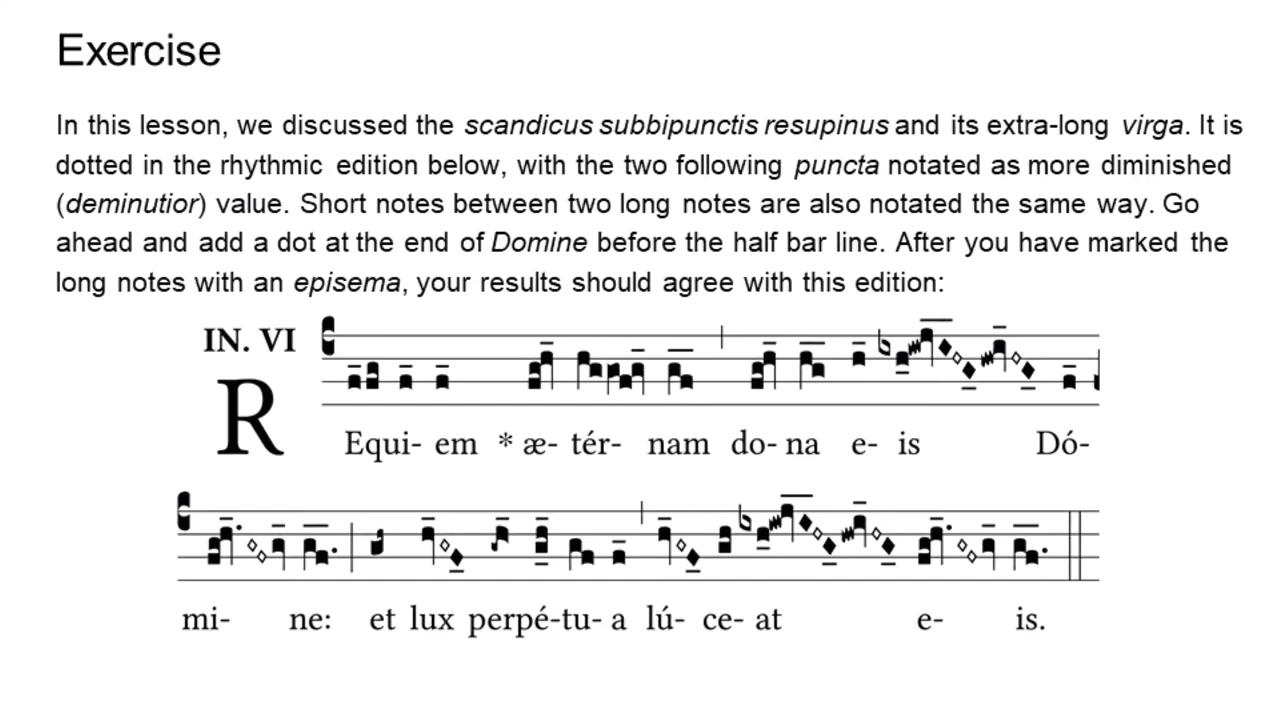 Exercise
In this lesson, we discussed the scandicus subbipunctis resupinus and its extra-long virga. It is
dotted in the rhythmic edition below, with the two following puncta notated as more diminished
(deminutior) value. Short notes between two long notes are also notated the same way. Go
ahead and add a dot at the end of Domine before the half bar line. After you have marked the
long notes with an episema, your results should agree with this edition:
IN. VI
R
Equi- em * æ- tér- nam do- na e- is Dó-
mi- ne: et lux perpé-tu- a lú- ce- at e- is.